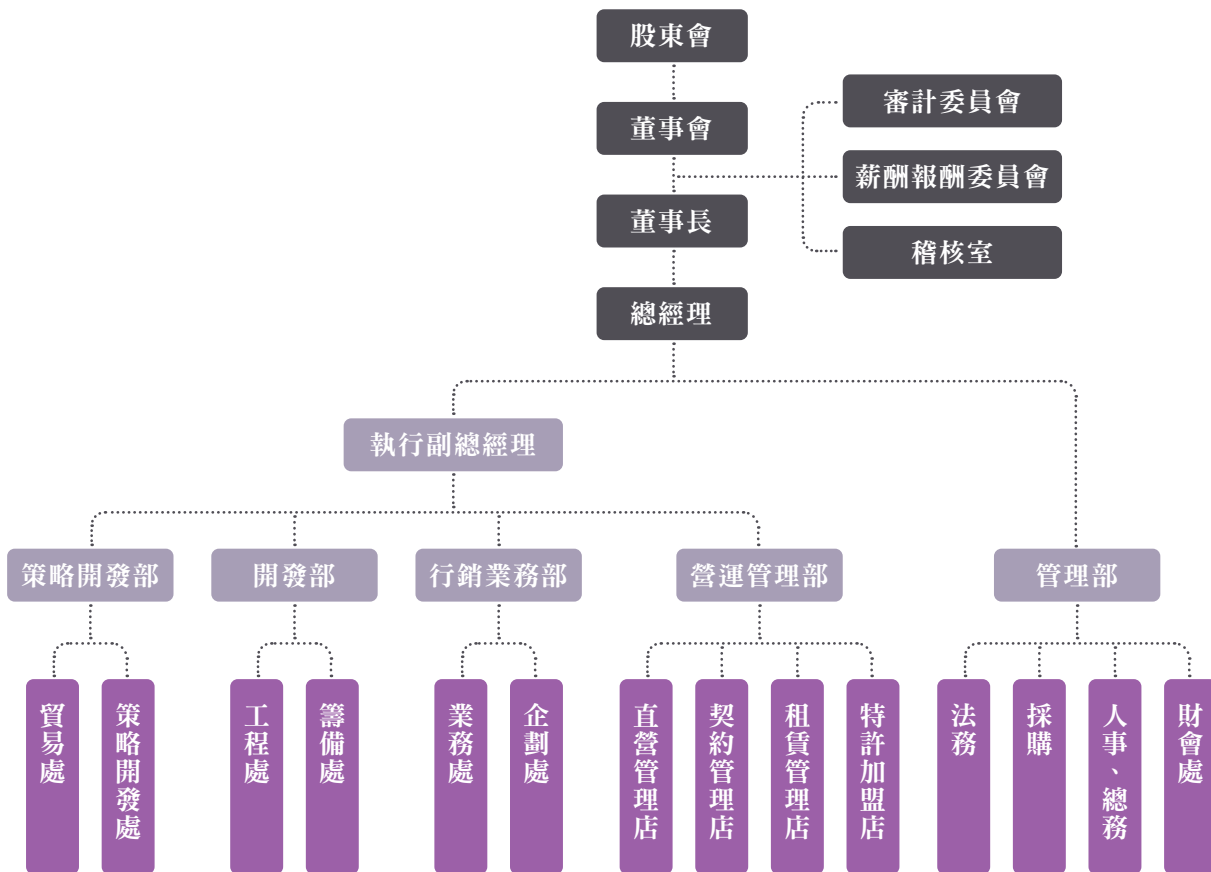 股東會
董事會
審計委員會
薪酬報酬委員會
董事長
稽核室
總經理
執行副總經理
策略開發部
開發部
行銷業務部
營運管理部
管理部
貿易處
策略開發處
工程處
籌備處
業務處
企劃處
直營管理店
契約管理店
租賃管理店
特許加盟店
法務
採購
人事、總務
財會處